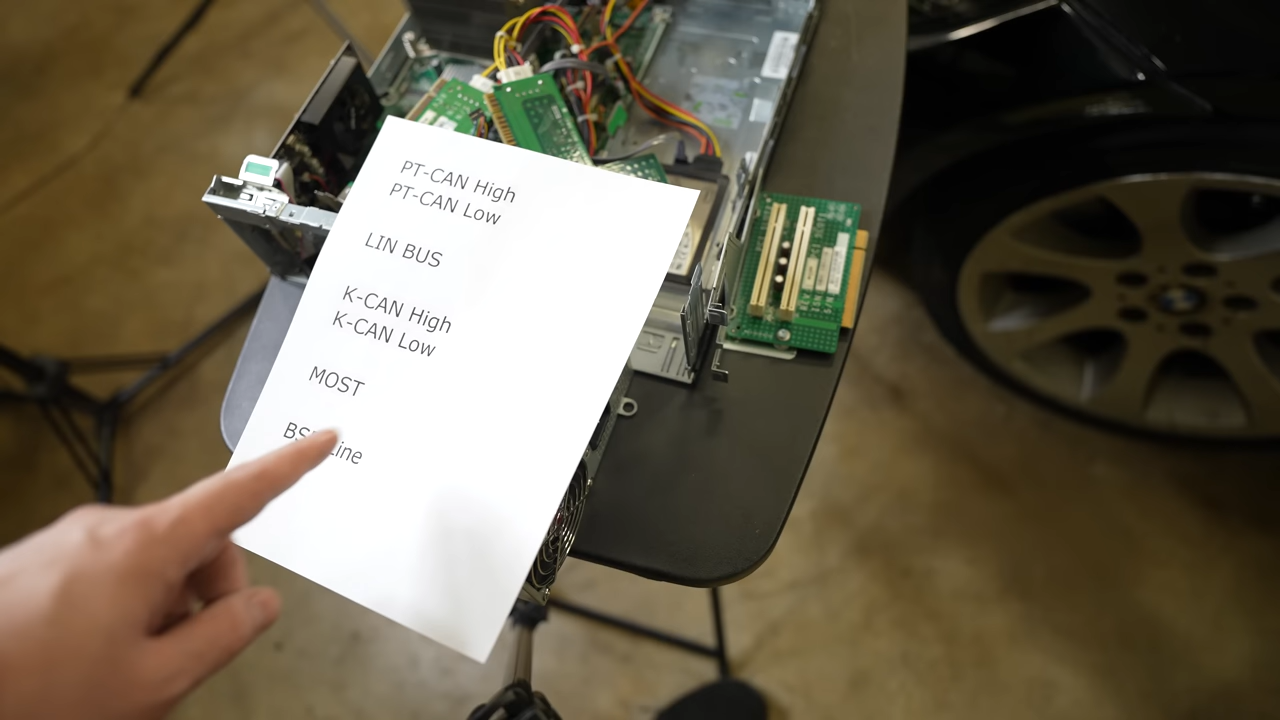 PT-CAN High
PT-CAN Low
LIN BUS
K-CAN High
K-CAN Low
MOST
Line